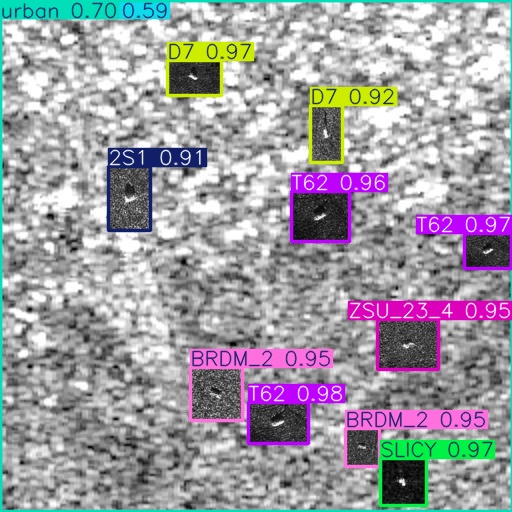 urban 0.70 0.59
D7 0.97
D7 0.92
2S1 0.91
T62 0.96
T62 0.97
ZSU_23_4 0.95
BRDM_2 0.95
T62 0.98
BRDM_2 0.95
SLICY 0.97